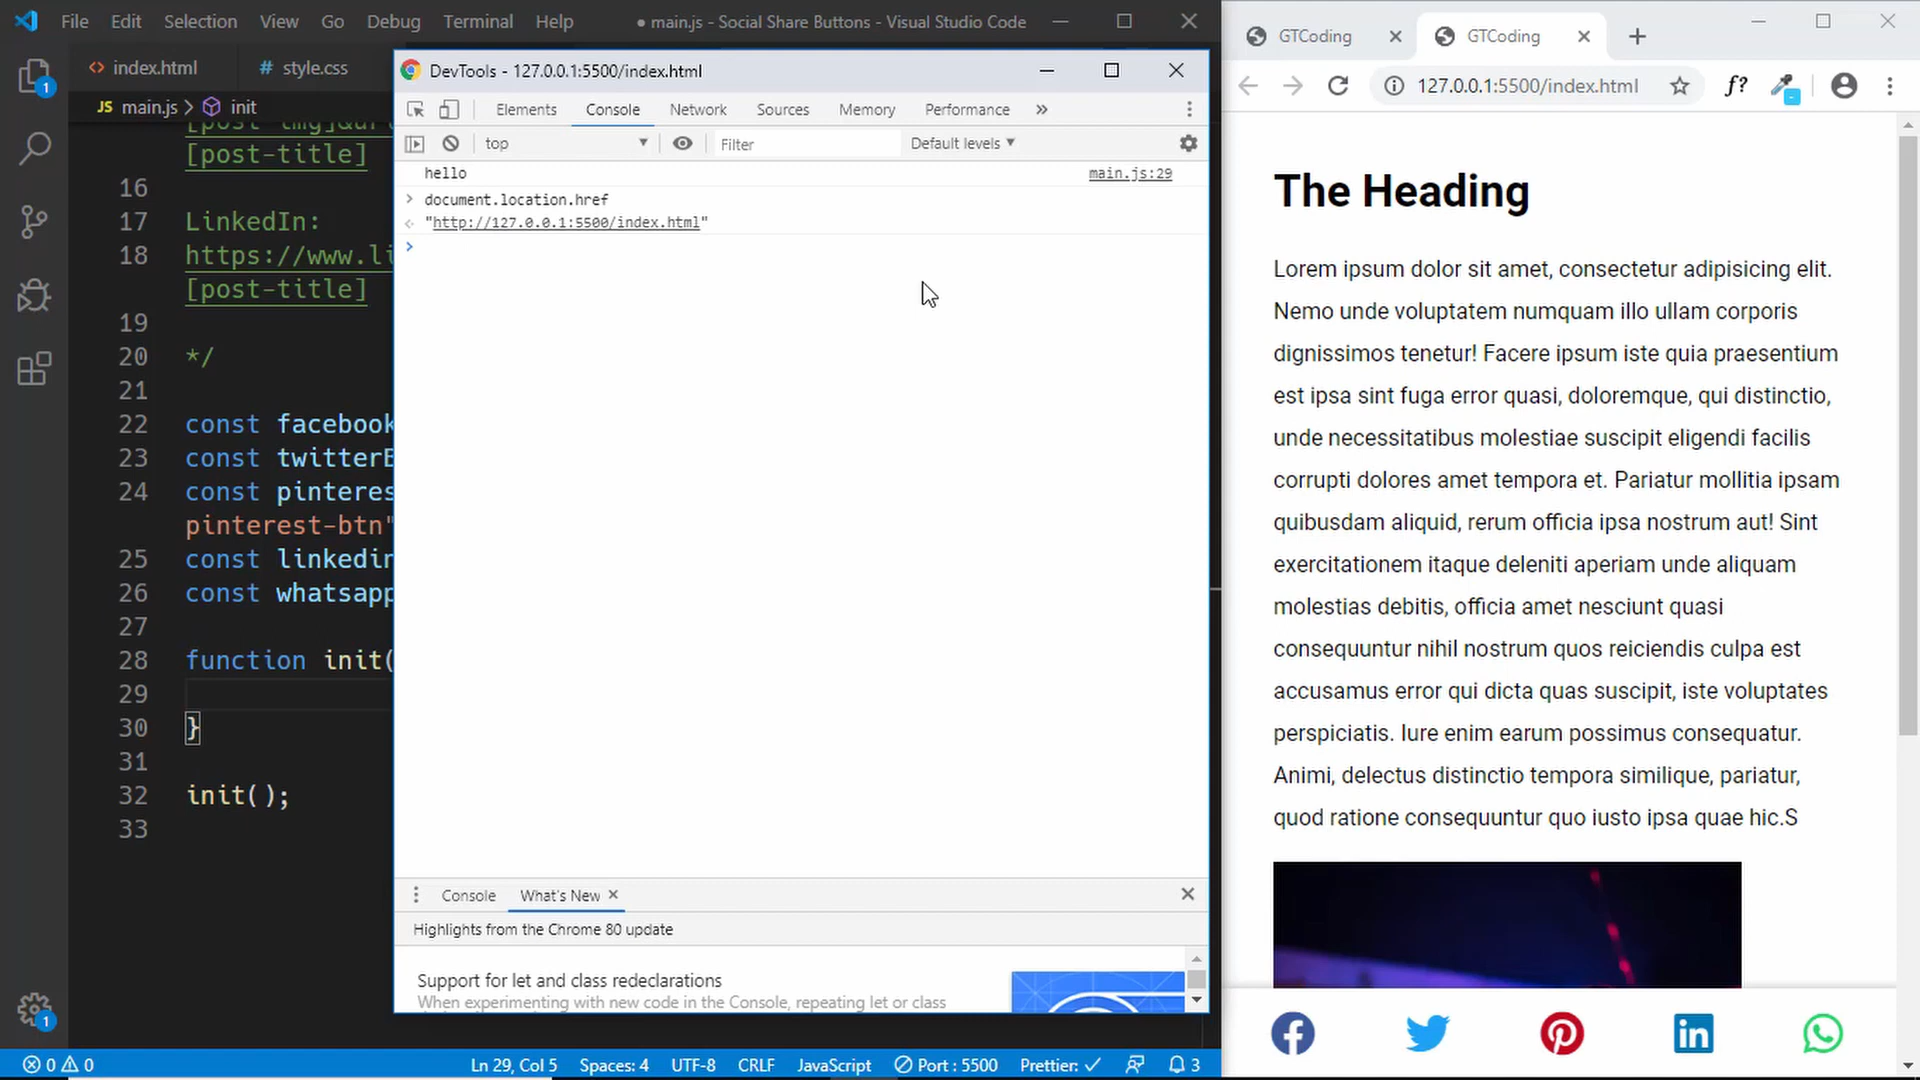 File Edit Selection View Go Debug Terminal Help
● main.js - Social Share Buttons - Visual Studio Code
index.html
# style.css
JS main.js > init
[post-title]
16
17 LinkedIn:
18 https://www.li
[post-title]
19
20 */
21
22 const facebook
23 const twitterB
24 const pinteres
pinterest-btn"
25 const linkedin
26 const whatsapp
27
28 function init(
29
30 }
31
32 init();
33
1
1
DevTools - 127.0.0.1:5500/index.html
Elements Console Network Sources Memory Performance »
top Filter Default levels
hello main.js:29
> document.location.href
"http://127.0.0.1:5500/index.html"
>
Console What's New
Highlights from the Chrome 80 update
Support for let and class redeclarations
When experimenting with new code in the Console, repeating let or class
0 0 Ln 29, Col 5 Spaces: 4 UTF-8 CRLF JavaScript Port : 5500 Prettier: ✓ 3
GTCoding GTCoding
127.0.0.1:5500/index.html f?
The Heading
Lorem ipsum dolor sit amet, consectetur adipisicing elit.
Nemo unde voluptatem numquam illo ullam corporis
dignissimos tenetur! Facere ipsum iste quia praesentium
est ipsa sint fuga error quasi, doloremque, qui distinctio,
unde necessitatibus molestiae suscipit eligendi facilis
corrupti dolores amet tempora et. Pariatur mollitia ipsam
quibusdam aliquid, rerum officia ipsa nostrum aut! Sint
exercitationem itaque deleniti aperiam unde aliquam
molestias debitis, officia amet nesciunt quasi
consequuntur nihil nostrum quos reiciendis culpa est
accusamus error qui dicta quas suscipit, iste voluptates
perspiciatis. Iure enim earum possimus consequatur.
Animi, delectus distinctio tempora similique, pariatur,
quod ratione consequuntur quo iusto ipsa quae hic.S